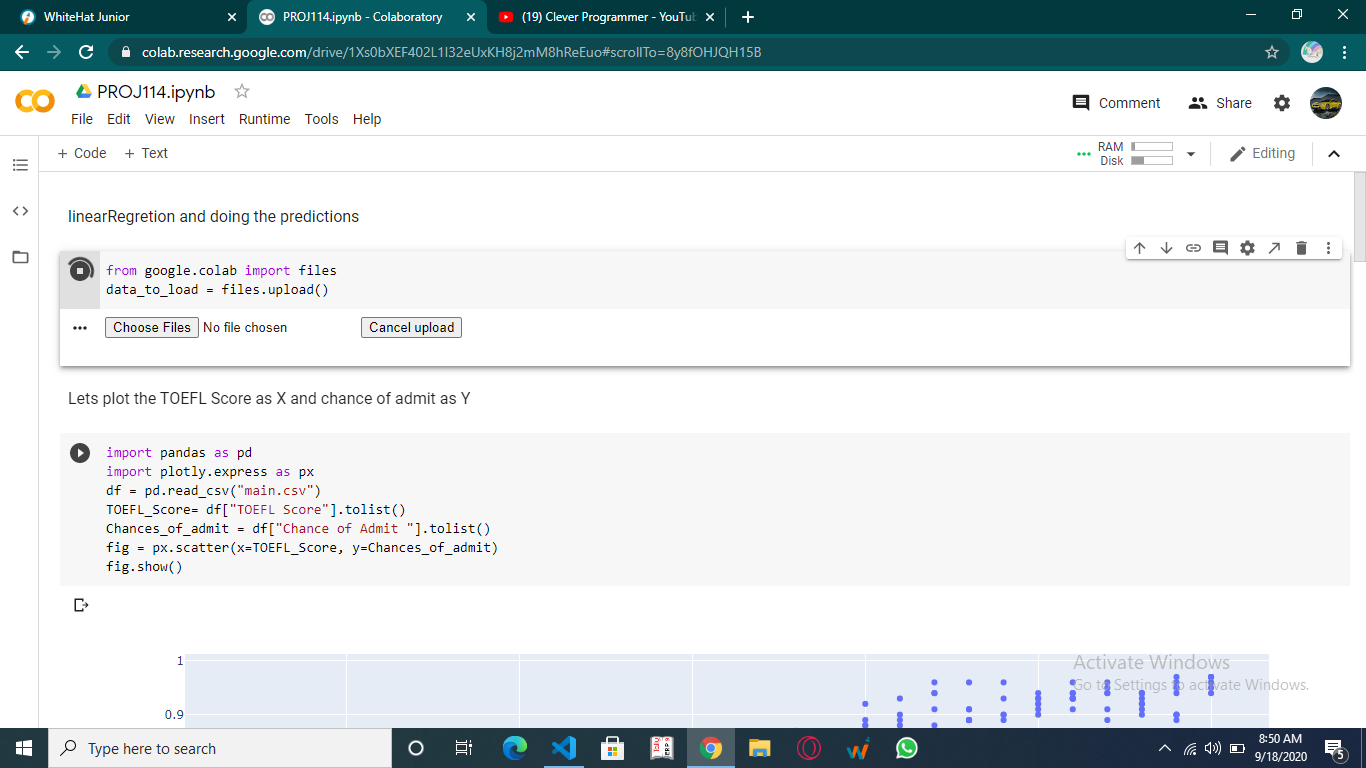 WhiteHat Junior
PROJ114.ipynb - Colaboratory
(19) Clever Programmer - YouTub
colab.research.google.com/drive/1Xs0bXEF402L1I32eUxKH8j2mM8hReEuo#scrollTo=8y8fOHJQH15B
PROJ114.ipynb
Comment
Share
File Edit View Insert Runtime Tools Help
+ Code + Text
RAM
Disk
Editing
linearRegretion and doing the predictions
from google.colab import files
data_to_load = files.upload()
Choose Files No file chosen Cancel upload
Lets plot the TOEFL Score as X and chance of admit as Y
import pandas as pd
import plotly.express as px
df = pd.read_csv("main.csv")
TOEFL_Score= df["TOEFL Score"].tolist()
Chances_of_admit = df["Chance of Admit "].tolist()
fig = px.scatter(x=TOEFL_Score, y=Chances_of_admit)
fig.show()
1
0.9
Activate Windows
Go to Settings to activate Windows.
Type here to search
8:50 AM
9/18/2020
5